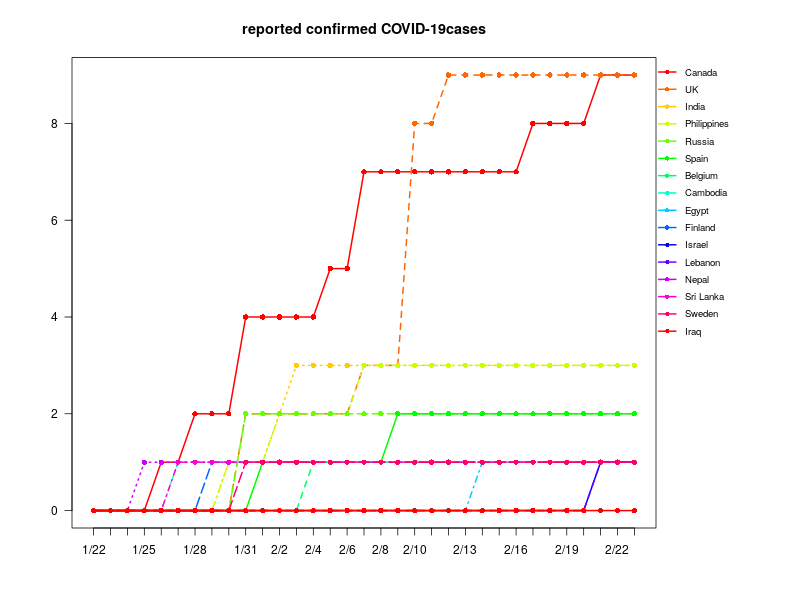 reported confirmed COVID-19cases
8
6
4
2
0
1/22 1/25 1/28 1/31 2/2 2/4 2/6 2/8 2/10 2/13 2/16 2/19 2/22
Canada
UK
India
Philippines
Russia
Spain
Belgium
Cambodia
Egypt
Finland
Israel
Lebanon
Nepal
Sri Lanka
Sweden
Iraq